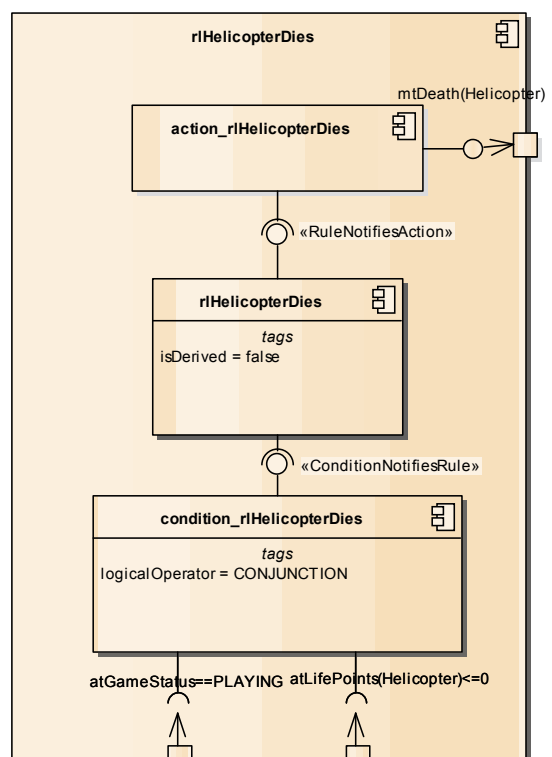 rlHelicopterDies
mtDeath(Helicopter)
action_rlHelicopterDies
«RuleNotifiesAction»
rlHelicopterDies
tags
isDerived = false
«ConditionNotifiesRule»
condition_rlHelicopterDies
tags
logicalOperator = CONJUNCTION
atGameStatus==PLAYING atLifePoints(Helicopter)<=0